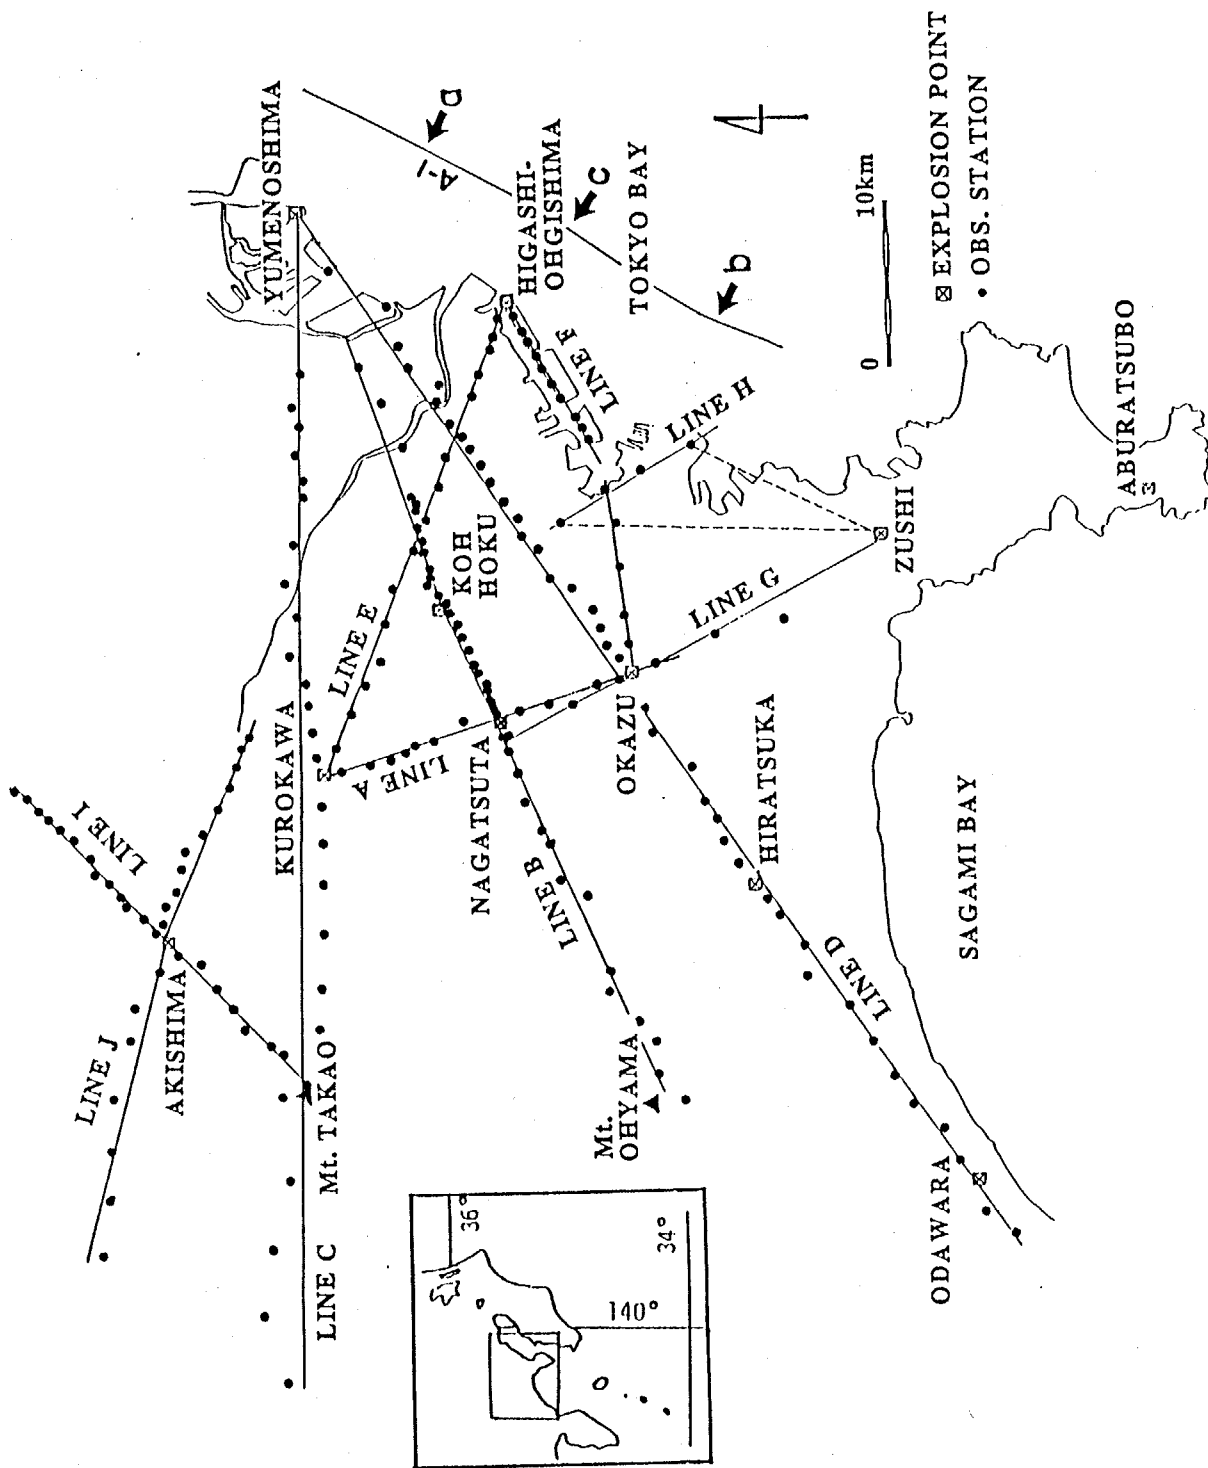 YUMENOSHIMA
a
A-1
HIGASHI-
OHGISHIMA
c
TOKYO BAY
b
LINE F
LINE H
KOH
HOKU
LINE E
LINE I
KUROKAWA
LINE A
NAGATSUTA
OKAZU
LINE G
ZUSHI
ABURATSUBO
HIRATSUKA
LINE B
LINE D
SAGAMI BAY
LINE J
AKISHIMA
Mt. TAKAO
LINE C
Mt.
OHYAMA
ODAWARA
0
10km
EXPLOSION POINT
OBS. STATION
36°
34°
140°